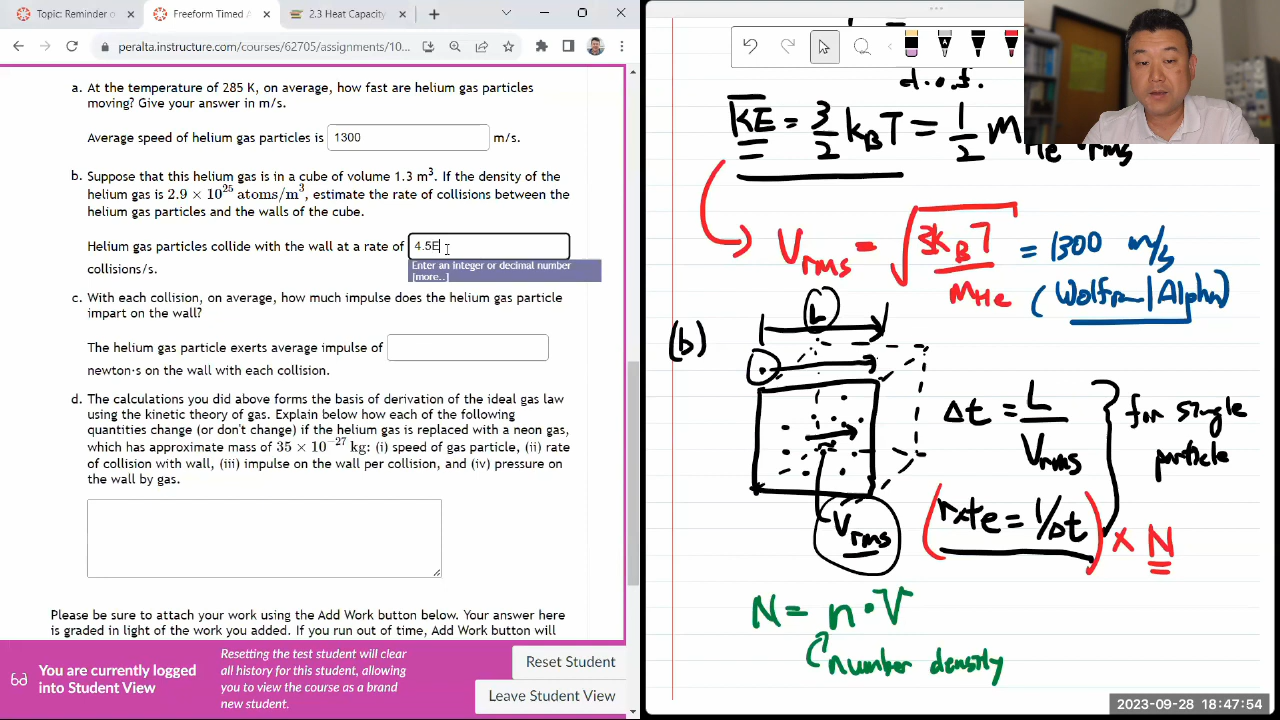 Topic: Reminder o
Freeform Timed A
2.3 Heat Capacity
peralta.instructure.com/courses/62709/assignments/10...
a. At the temperature of 285 K, on average, how fast are helium gas particles
moving? Give your answer in m/s.
Average speed of helium gas particles is 1300 m/s.
b. Suppose that this helium gas is in a cube of volume 1.3 m³. If the density of the
helium gas is 2.9 × 10²⁵ atoms/m³, estimate the rate of collisions between the
helium gas particles and the walls of the cube.
Helium gas particles collide with the wall at a rate of 4.5E
Enter an integer or decimal number
[more..]
collisions/s.
c. With each collision, on average, how much impulse does the helium gas particle
impart on the wall?
The helium gas particle exerts average impulse of
newton·s on the wall with each collision.
d. The calculation you did above forms the basis of derivation of the ideal gas law
using the kinetic theory of gas. Explain below how each of the following
quantities change (or don't change) if the helium gas is replaced with a neon gas,
which has approximate mass of 35 × 10⁻²⁷ kg: (i) speed of gas particle, (ii) rate
of collision with wall, (iii) impulse on the wall per collision, and (iv) pressure on
the wall by gas.
Please be sure to attach your work using the Add Work button below. Your answer here
is graded in light of the work you added. If you run out of time, Add Work button will
You are currently logged
into Student View
Resetting the test student will clear
all history for this student, allowing
you to view the course as a brand
new student.
Reset Student
Leave Student View
d.o.f.
KE = 3/2 k_B T = 1/2 m_He rms
V_rms = √(3k_B T / m_He) = 1300 m/s
(Wolfram|Alpha)
(b)
L
Δt = L / V_rms
for single
particle
V_rms
(rate = 1/Δt) × N
N = n · V
number density
2023-09-28 18:47:54